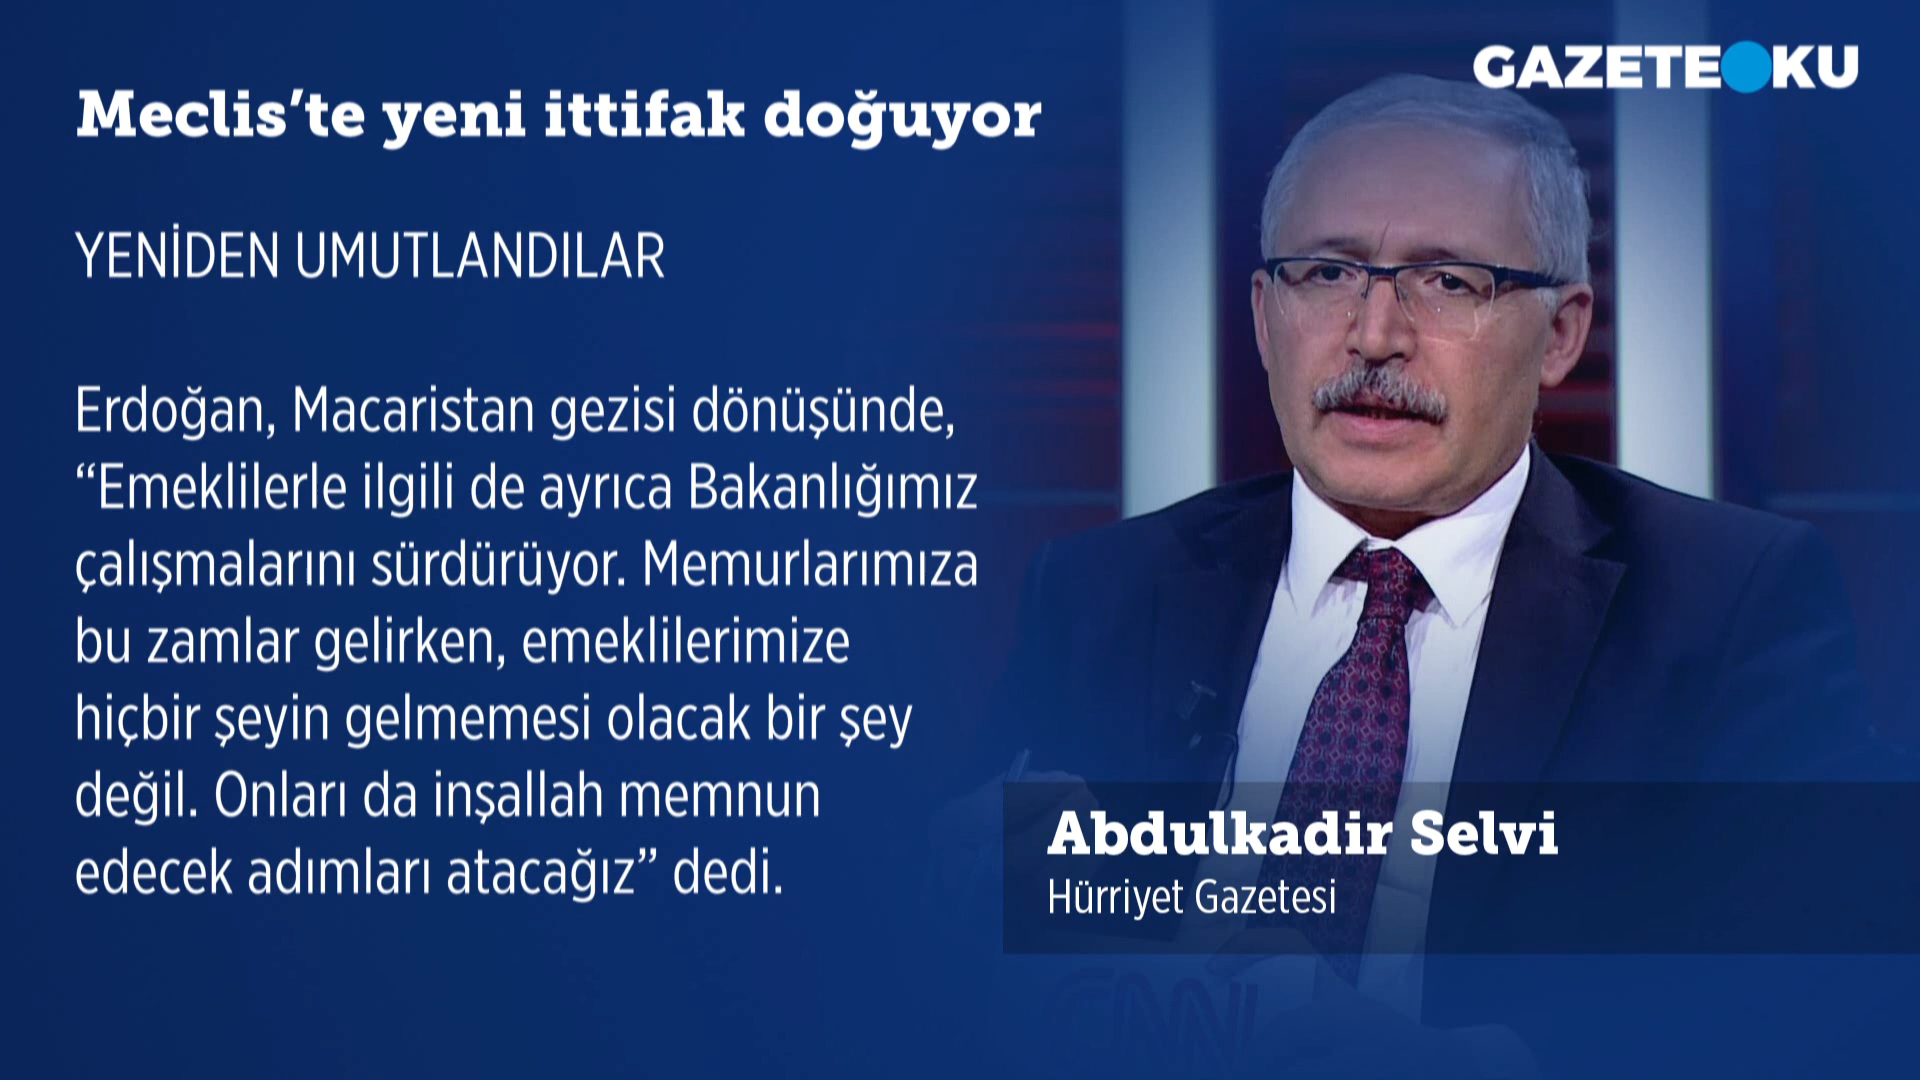 GAZETE KU
Meclis’te yeni ittifak doğuyor
YENİDEN UMUTLANDILAR
Erdoğan, Macaristan gezisi dönüşünde,
“Emeklilerle ilgili de ayrıca Bakanlığımız
çalışmalarını sürdürüyor. Memurlarımıza
bu zamlar gelirken, emeklilerimize
hiçbir şeyin gelmemesi olacak bir şey
değil. Onları da inşallah memnun
edecek adımları atacağız” dedi.
Abdulkadir Selvi
Hürriyet Gazetesi
CNN